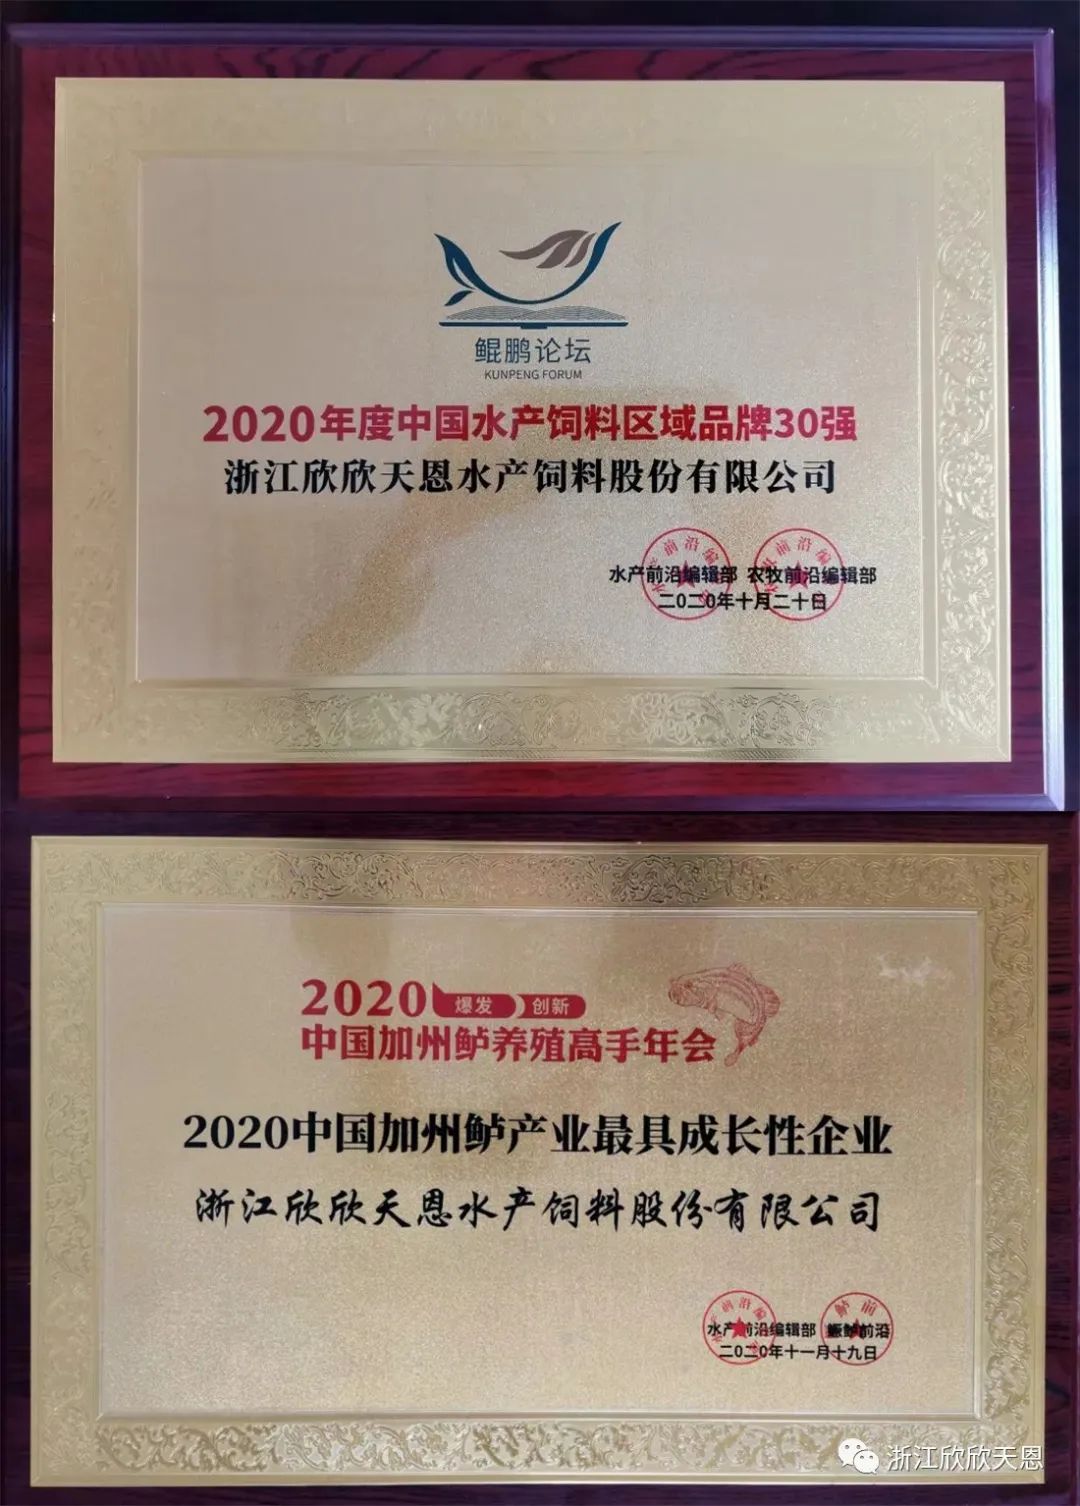 鲲鹏论坛
KUNPENG FORUM
2020年度中国水产饲料区域品牌30强
浙江欣欣天恩水产饲料股份有限公司
水产前沿编辑部 农牧前沿编辑部
二〇二〇年十月二十日
2020 爆发 创新
中国加州鲈养殖高手年会
2020中国加州鲈产业最具成长性企业
浙江欣欣天恩水产饲料股份有限公司
水产前沿编辑部 鳜鲈前沿
二〇二〇年十一月十九日
浙江欣欣天恩